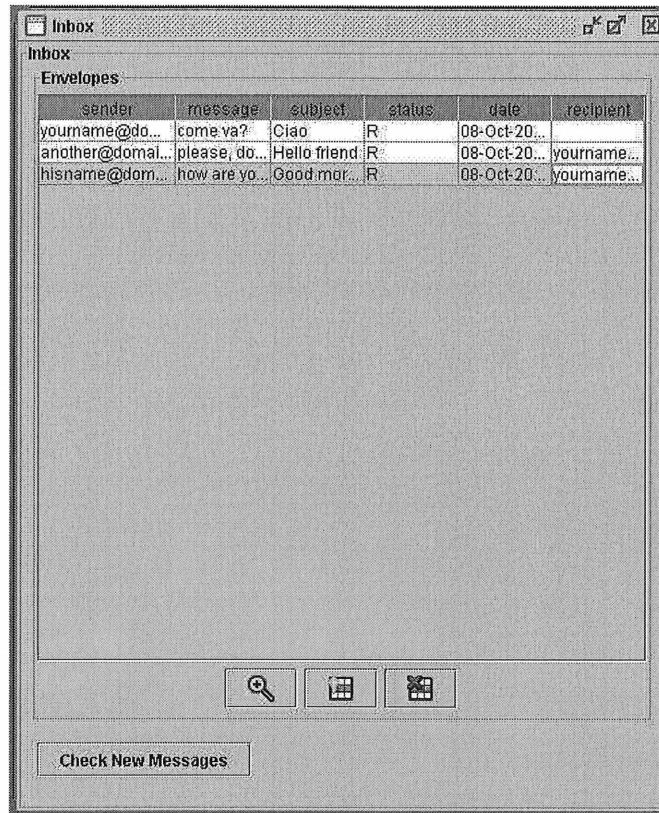 Inbox
Inbox
Envelopes
sender message subject status date recipient
yourname@do... come va? Ciao R 08-Oct-20...
another@domai... please, do... Hello friend R 08-Oct-20... yourname...
hisname@dom... how are yo... Good mor... R 08-Oct-20... yourname...
Check New Messages